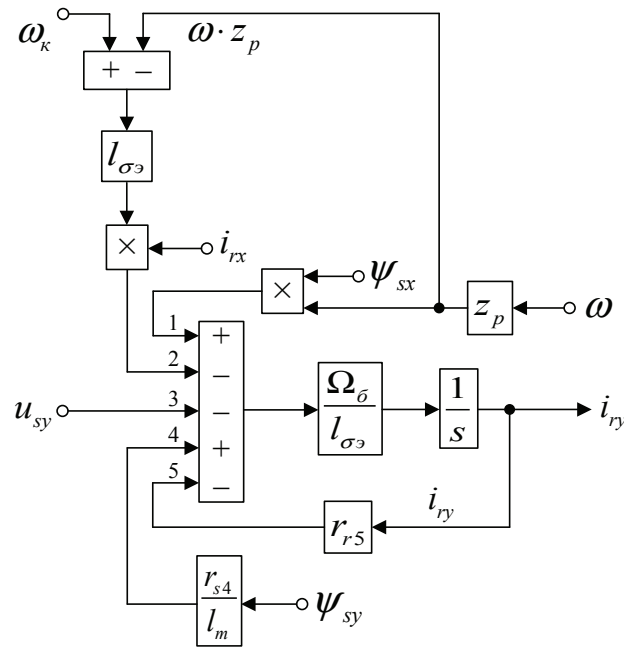 ω_к
ω · z_p
+ −
l_σэ
×
i_rx
ψ_sx
×
z_p
ω
1
+
2
−
u_sy
3
−
4
+
5
−
Ω_б
l_σэ
1
s
i_ry
i_ry
r_r5
r_s4
l_m
ψ_sy